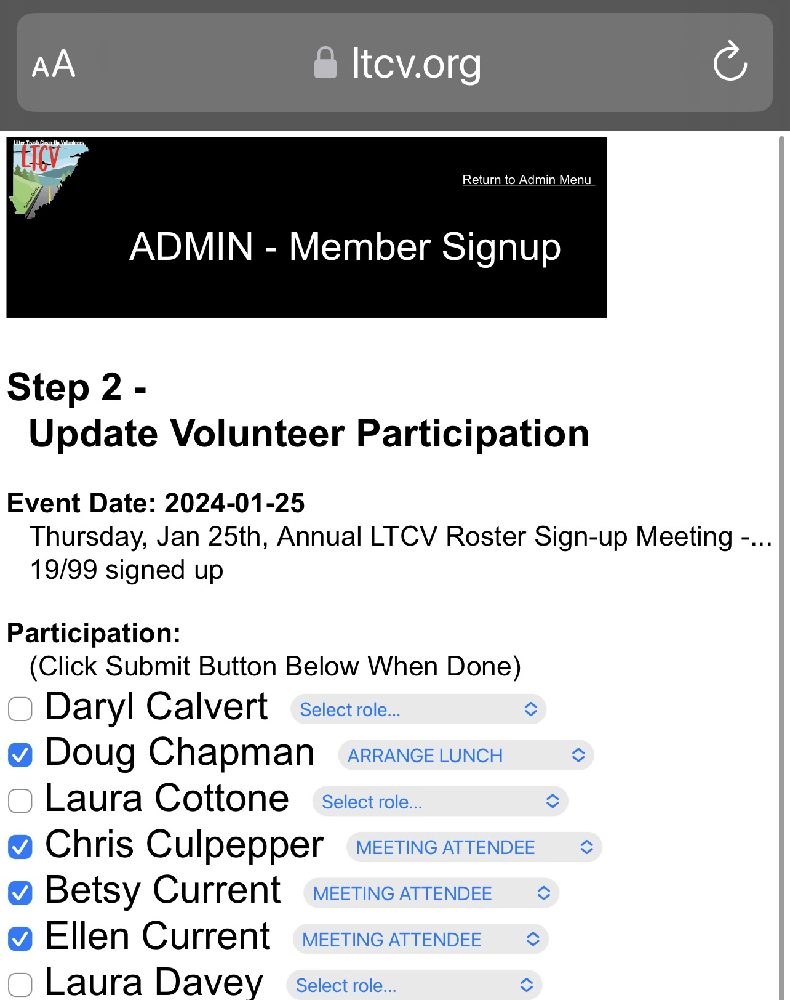 AA ltcv.org
Litter Trash Clean-Up Volunteers
LTCV
Cullman County
Return to Admin Menu
ADMIN - Member Signup
Step 2 -
Update Volunteer Participation
Event Date: 2024-01-25
Thursday, Jan 25th, Annual LTCV Roster Sign-up Meeting -...
19/99 signed up
Participation:
(Click Submit Button Below When Done)
Daryl Calvert Select role...
Doug Chapman ARRANGE LUNCH
Laura Cottone Select role...
Chris Culpepper MEETING ATTENDEE
Betsy Current MEETING ATTENDEE
Ellen Current MEETING ATTENDEE
Laura Davey Select role...